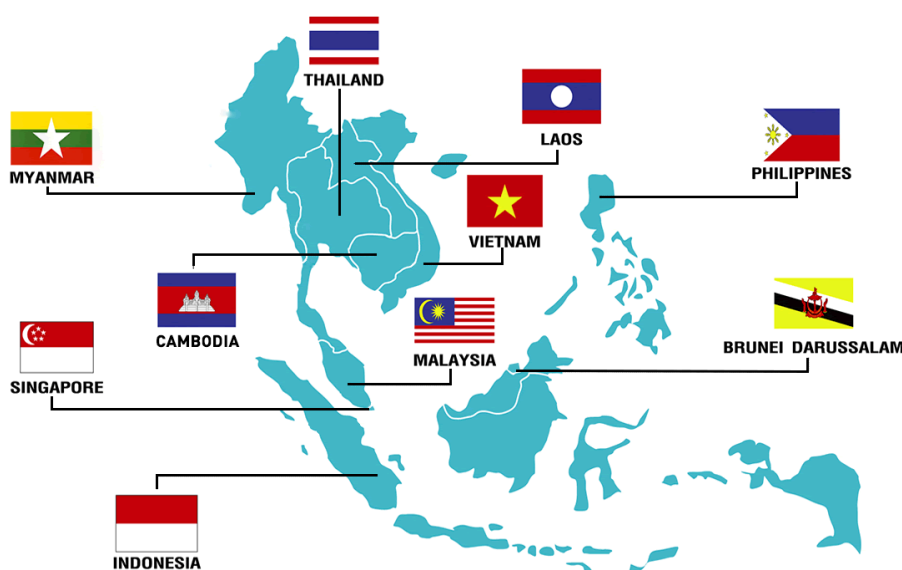 THAILAND
LAOS
MYANMAR
PHILIPPINES
VIETNAM
CAMBODIA
BRUNEI DARUSSALAM
MALAYSIA
SINGAPORE
INDONESIA